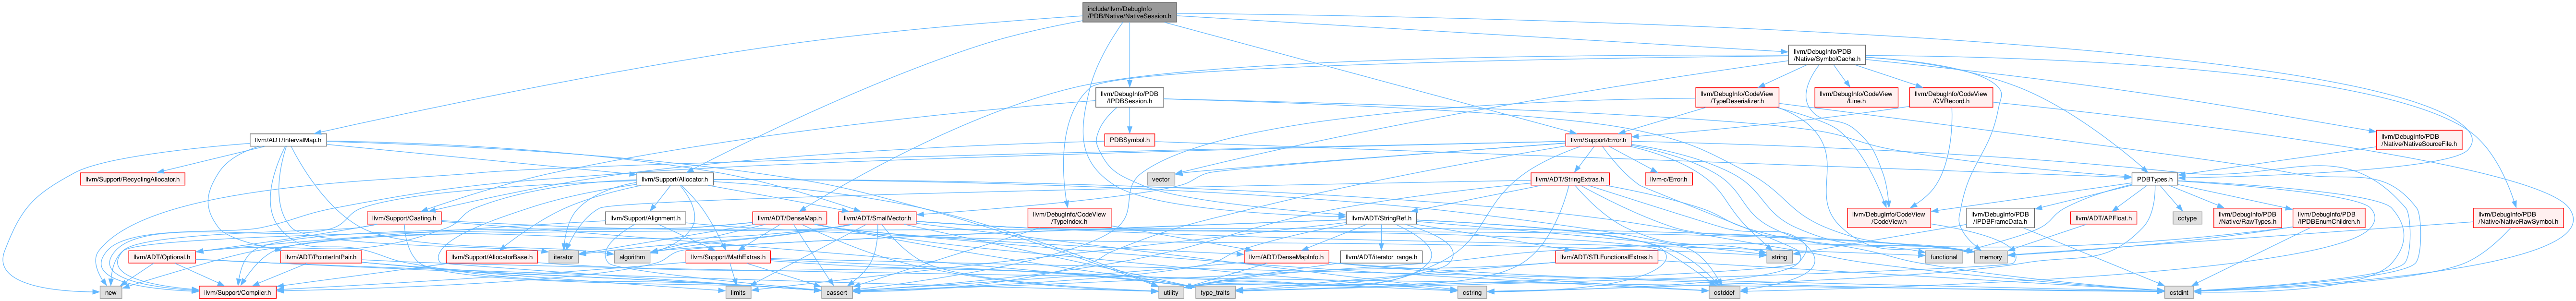 include/llvm/DebugInfo
/PDB/Native/NativeSession.h
llvm/DebugInfo/PDB
/Native/SymbolCache.h
llvm/DebugInfo/PDB
/IPDBSession.h
llvm/DebugInfo/CodeView
/TypeDeserializer.h
llvm/DebugInfo/CodeView
/Line.h
llvm/DebugInfo/CodeView
/CVRecord.h
llvm/ADT/IntervalMap.h
PDBSymbol.h
llvm/Support/Error.h
llvm/DebugInfo/PDB
/Native/NativeSourceFile.h
llvm/Support/RecyclingAllocator.h
llvm/Support/Allocator.h
vector
llvm/ADT/StringExtras.h
llvm-c/Error.h
PDBTypes.h
llvm/Support/Casting.h
llvm/Support/Alignment.h
llvm/ADT/DenseMap.h
llvm/ADT/SmallVector.h
llvm/DebugInfo/CodeView
/TypeIndex.h
llvm/ADT/StringRef.h
llvm/DebugInfo/CodeView
/CodeView.h
llvm/DebugInfo/PDB
/IPDBFrameData.h
llvm/ADT/APFloat.h
cctype
llvm/DebugInfo/PDB
/Native/RawTypes.h
llvm/DebugInfo/PDB
/IPDBEnumChildren.h
llvm/DebugInfo/PDB
/Native/NativeRawSymbol.h
llvm/ADT/Optional.h
llvm/ADT/PointerIntPair.h
llvm/Support/AllocatorBase.h
iterator
algorithm
llvm/Support/MathExtras.h
llvm/ADT/DenseMapInfo.h
llvm/ADT/iterator_range.h
llvm/ADT/STLFunctionalExtras.h
string
functional
memory
new
llvm/Support/Compiler.h
limits
cassert
utility
type_traits
cstring
cstddef
cstdint